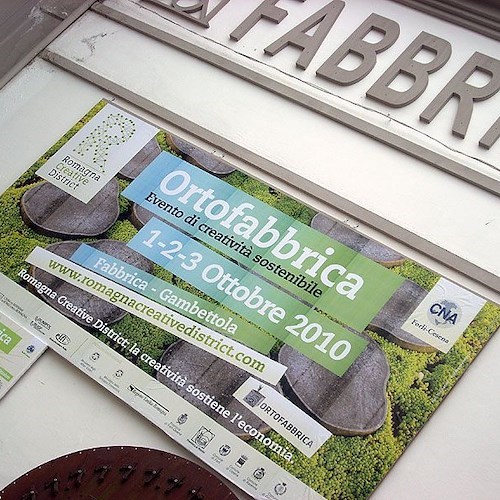 & FABBRI
Romagna
Creative
District
Ortofabbrica
Evento di creatività sostenibile
1-2-3 Ottobre 2010
Fabbrica - Gambettola
www.romagnacreativedistrict.com
Romagna Creative District: la creatività sostiene l'economia
CNA
Forlì-Cesena
ORTOFABBRICA